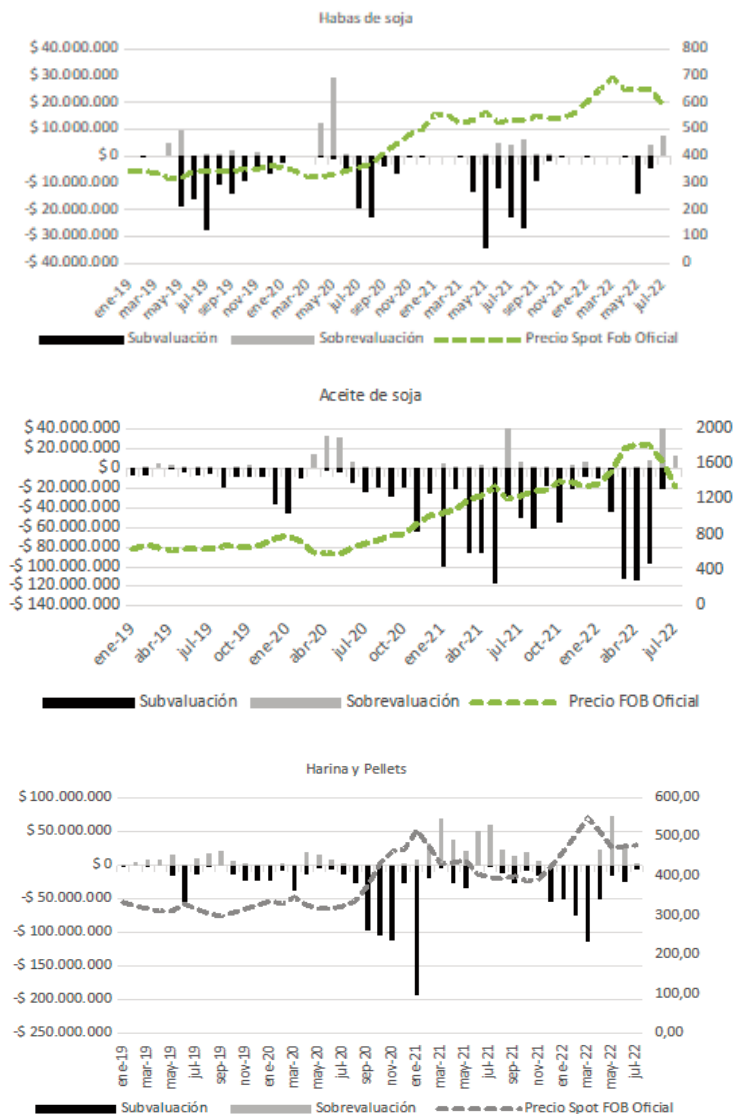 Habas de soja
$ 40.000.000 800
$ 30.000.000 700
$ 20.000.000 600
$ 10.000.000 500
$ 0 400
-$ 10.000.000 300
-$ 20.000.000 200
-$ 30.000.000 100
-$ 40.000.000 0
ene-19 mar-19 may-19 jul-19 sep-19 nov-19 ene-20 mar-20 may-20 jul-20 sep-20 nov-20 ene-21 mar-21 may-21 jul-21 sep-21 nov-21 ene-22 mar-22 may-22 jul-22
Subvaluación Sobrevaluación Precio Spot Fob Oficial
Aceite de soja
$ 40.000.000 2000
$ 20.000.000
$ 0 1600
-$ 20.000.000
-$ 40.000.000 1200
-$ 60.000.000
-$ 80.000.000 800
-$ 100.000.000 400
-$ 120.000.000
-$ 140.000.000 0
ene-19 abr-19 jul-19 oct-19 ene-20 abr-20 jul-20 oct-20 ene-21 abr-21 jul-21 oct-21 ene-22 abr-22 jul-22
Subvaluación Sobrevaluación Precio FOB Oficial
Harina y Pellets
$ 100.000.000 600,00
$ 50.000.000 500,00
$ 0
-$ 50.000.000 400,00
-$ 100.000.000 300,00
-$ 150.000.000 200,00
-$ 200.000.000 100,00
-$ 250.000.000 0,00
ene-19 mar-19 may-19 jul-19 sep-19 nov-19 ene-20 mar-20 may-20 jul-20 sep-20 nov-20 ene-21 mar-21 may-21 jul-21 sep-21 nov-21 ene-22 mar-22 may-22 jul-22
Subvaluación Sobrevaluación Precio Spot FOB Oficial